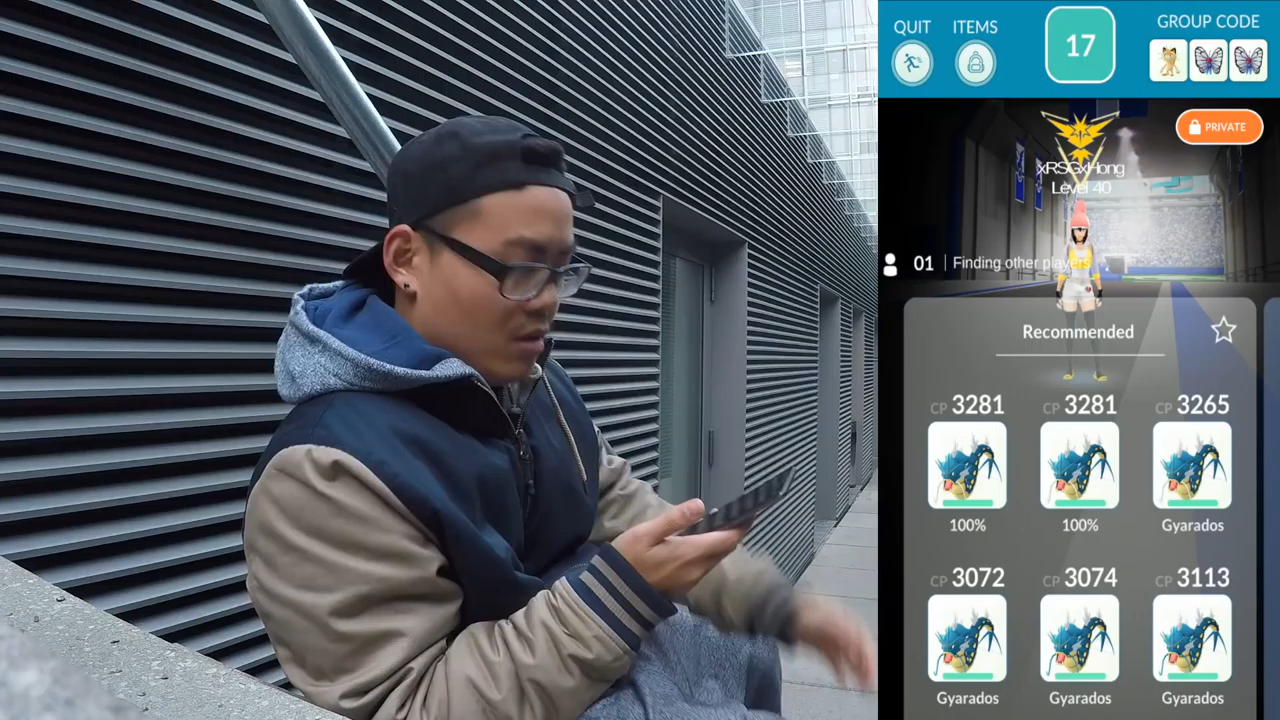 QUIT
ITEMS
17
GROUP CODE
PRIVATE
xRSGxHong
Level 40
01 | Finding other players
Recommended
CP 3281
CP 3281
CP 3265
100%
100%
Gyarados
CP 3072
CP 3074
CP 3113
Gyarados
Gyarados
Gyarados